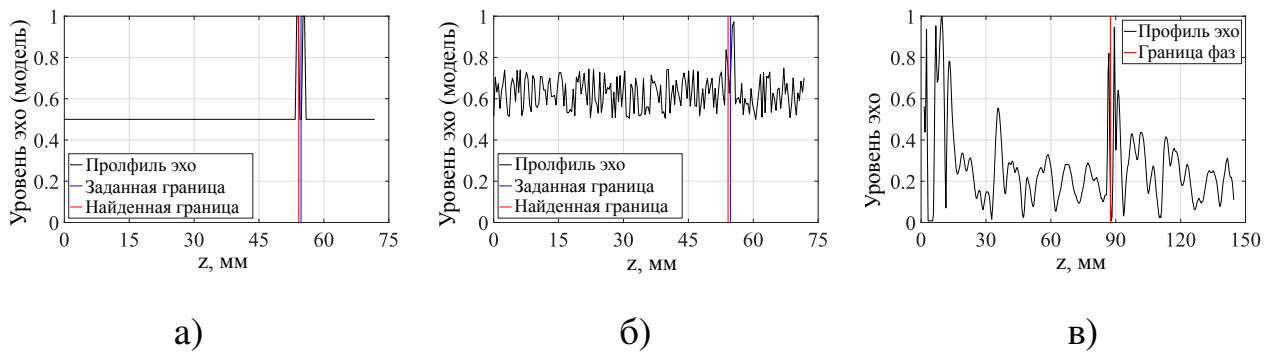 Уровень эхо (модель)
1
0.8
0.6
0.4
0.2
0
Пролфиль эхо
Заданная граница
Найденная граница
0 15 30 45 60 75
z, мм
а)
Уровень эхо (модель)
1
0.8
0.6
0.4
0.2
0
Пролфиль эхо
Заданная граница
Найденная граница
0 15 30 45 60 75
z, мм
б)
Уровень эхо
1
0.8
0.6
0.4
0.2
0
Профиль эхо
Граница фаз
0 30 60 90 120 150
z, мм
в)